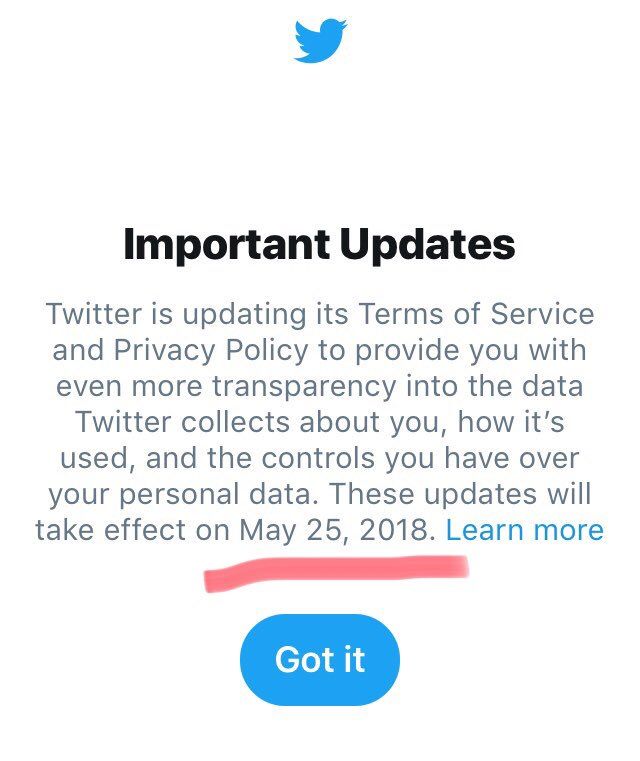 Important Updates
Twitter is updating its Terms of Service
and Privacy Policy to provide you with
even more transparency into the data
Twitter collects about you, how it’s
used, and the controls you have over
your personal data. These updates will
take effect on May 25, 2018. Learn more
Got it